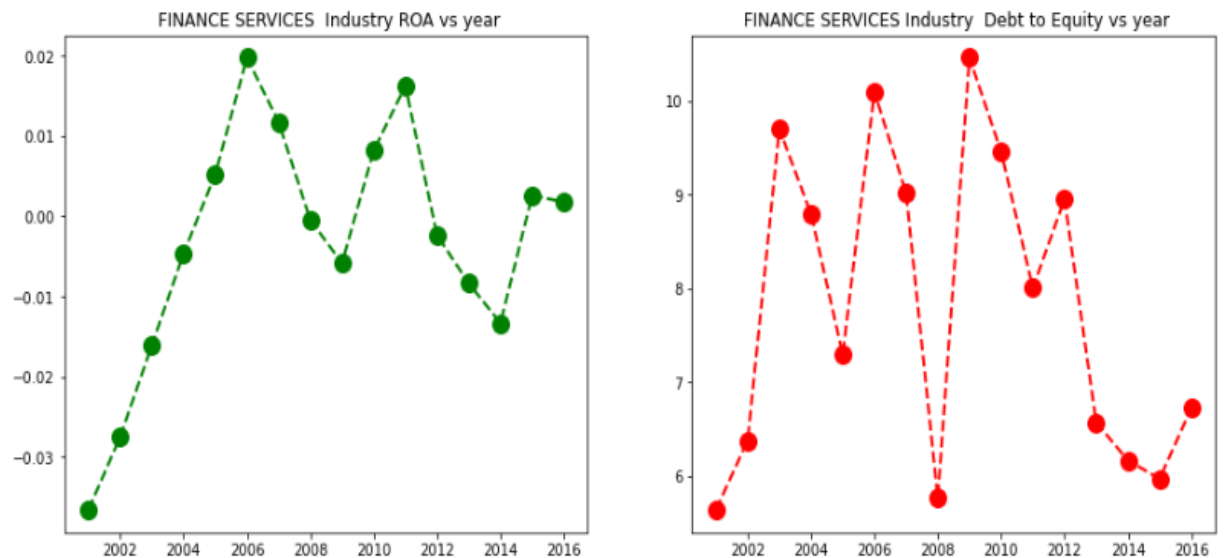 FINANCE SERVICES  Industry ROA vs year
0.02
0.01
0.00
−0.01
−0.02
−0.03
2002 2004 2006 2008 2010 2012 2014 2016
FINANCE SERVICES Industry  Debt to Equity vs year
10
9
8
7
6
2002 2004 2006 2008 2010 2012 2014 2016